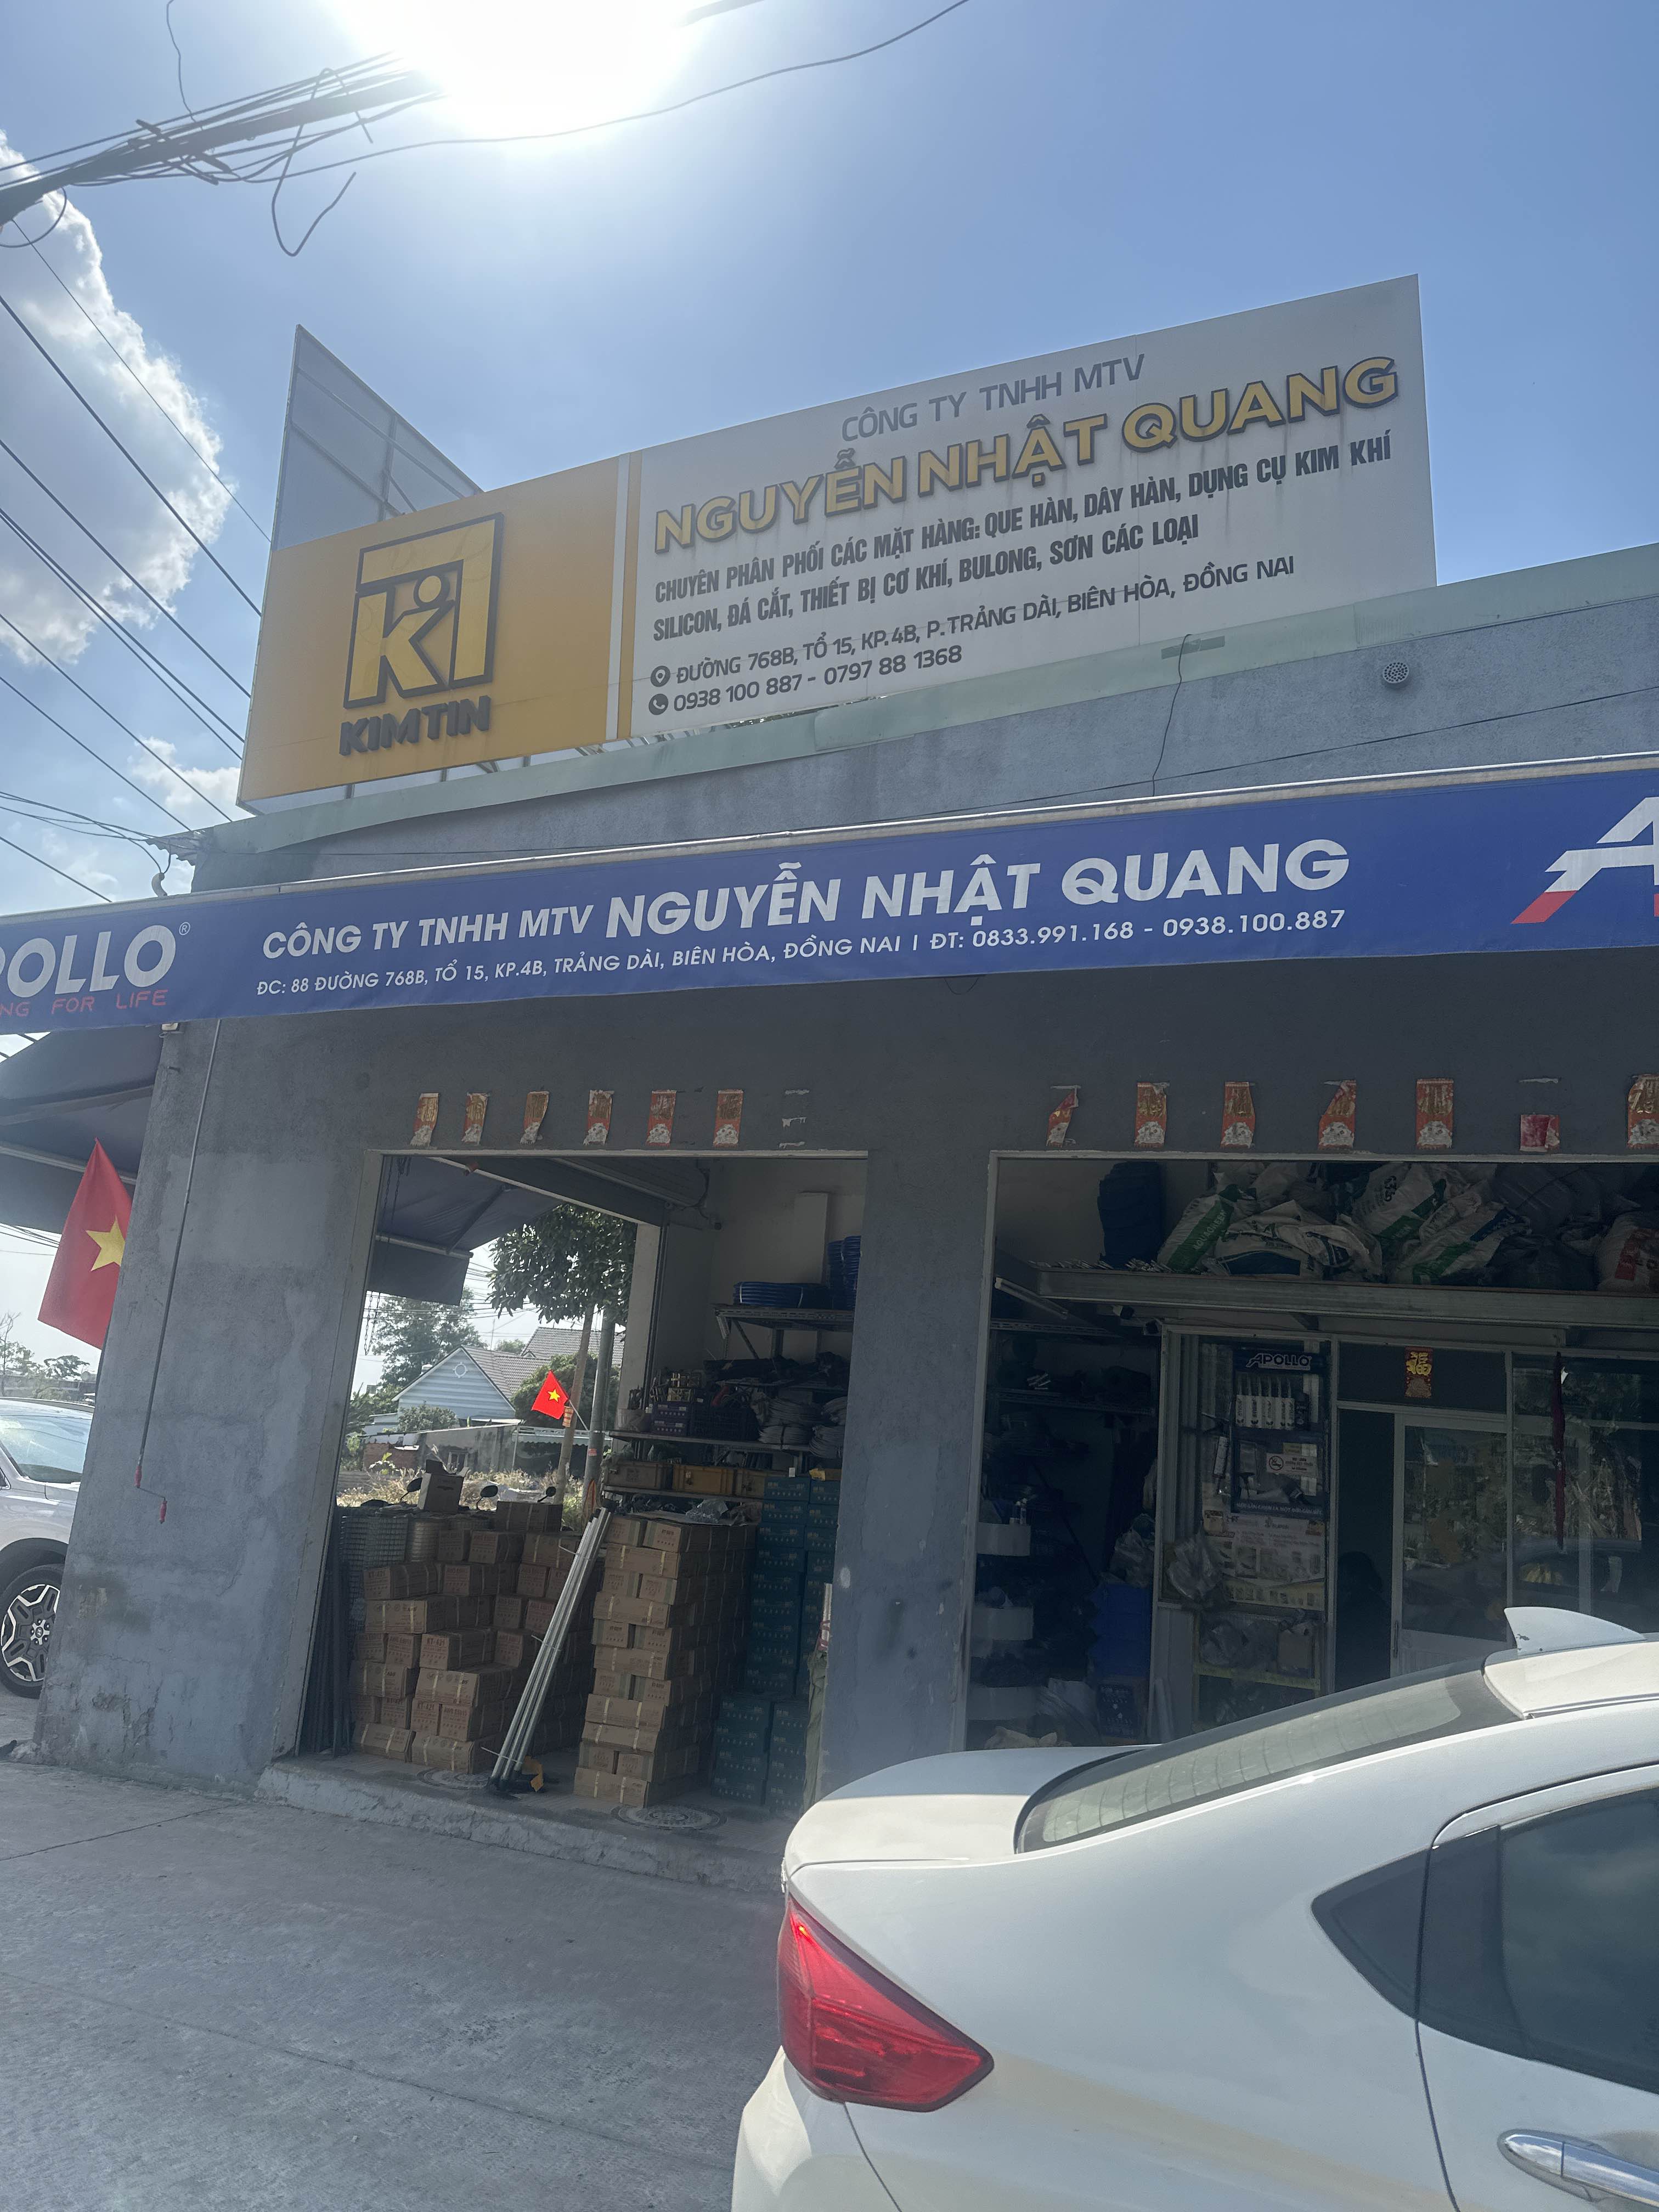 CÔNG TY TNHH MTV
NGUYỄN NHẬT QUANG
CHUYÊN PHÂN PHỐI CÁC MẶT HÀNG: QUE HÀN, DÂY HÀN, DỤNG CỤ KIM KHÍ
SILICON, ĐÁ CẮT, THIẾT BỊ CƠ KHÍ, BULONG, SƠN CÁC LOẠI
ĐƯỜNG 768B, TỔ 15, KP.4B, P.TRẢNG DÀI, BIÊN HÒA, ĐỒNG NAI
0938 100 887 - 0797 88 1368
KIMTIN
POLLO®
NG FOR LIFE
CÔNG TY TNHH MTV NGUYỄN NHẬT QUANG
ĐC: 88 ĐƯỜNG 768B, TỔ 15, KP.4B, TRẢNG DÀI, BIÊN HÒA, ĐỒNG NAI | ĐT: 0833.991.168 - 0938.100.887
A
APOLLO
福